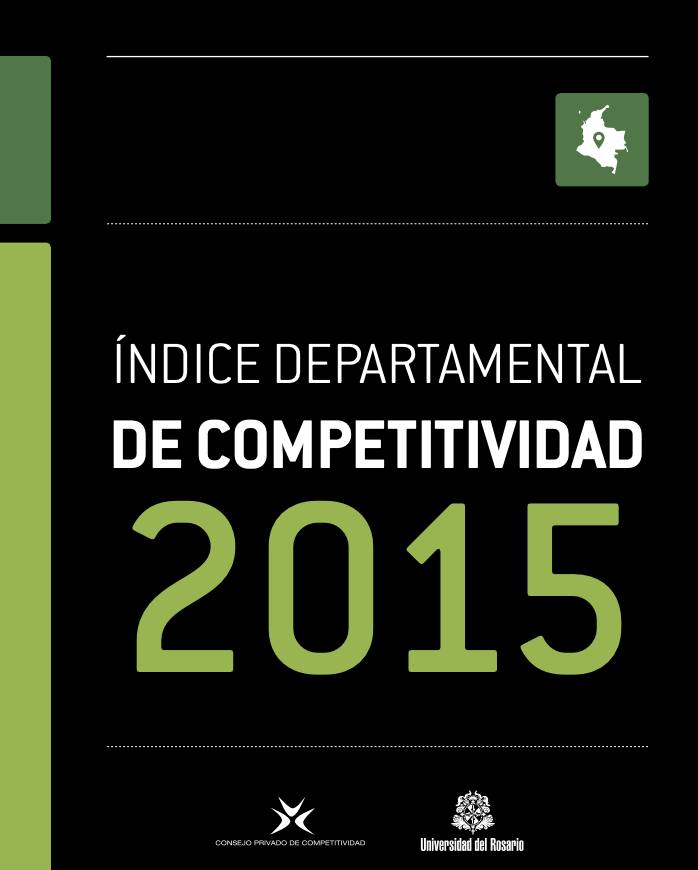 ÍNDICE DEPARTAMENTAL
DE COMPETITIVIDAD
2015
CONSEJO PRIVADO DE COMPETITIVIDAD
Universidad del Rosario